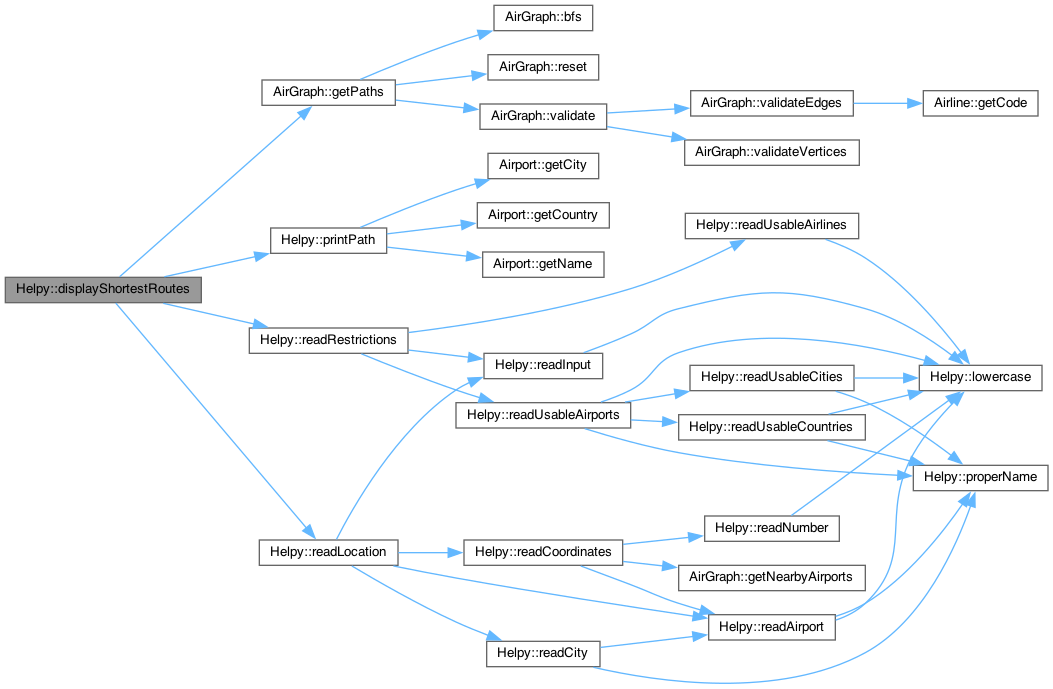 AirGraph::bfs
AirGraph::reset
AirGraph::getPaths
AirGraph::validateEdges
Airline::getCode
AirGraph::validate
AirGraph::validateVertices
Airport::getCity
Airport::getCountry
Helpy::readUsableAirlines
Helpy::printPath
Airport::getName
Helpy::displayShortestRoutes
Helpy::readRestrictions
Helpy::readInput
Helpy::readUsableCities
Helpy::lowercase
Helpy::readUsableAirports
Helpy::readUsableCountries
Helpy::properName
Helpy::readNumber
Helpy::readLocation
Helpy::readCoordinates
AirGraph::getNearbyAirports
Helpy::readAirport
Helpy::readCity